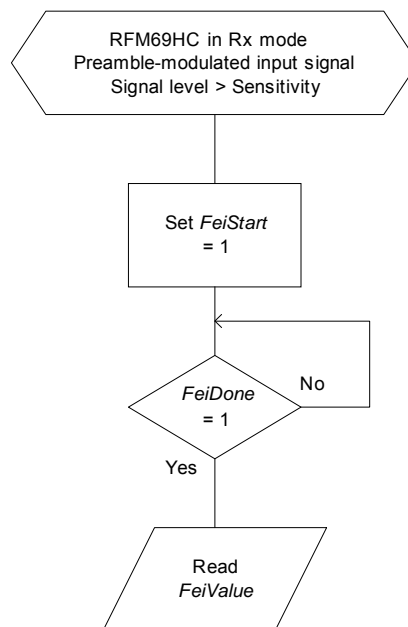 RFM69HC in Rx mode
Preamble-modulated input signal
Signal level > Sensitivity
Set FeiStart
= 1
FeiDone
= 1
No
Yes
Read
FeiValue